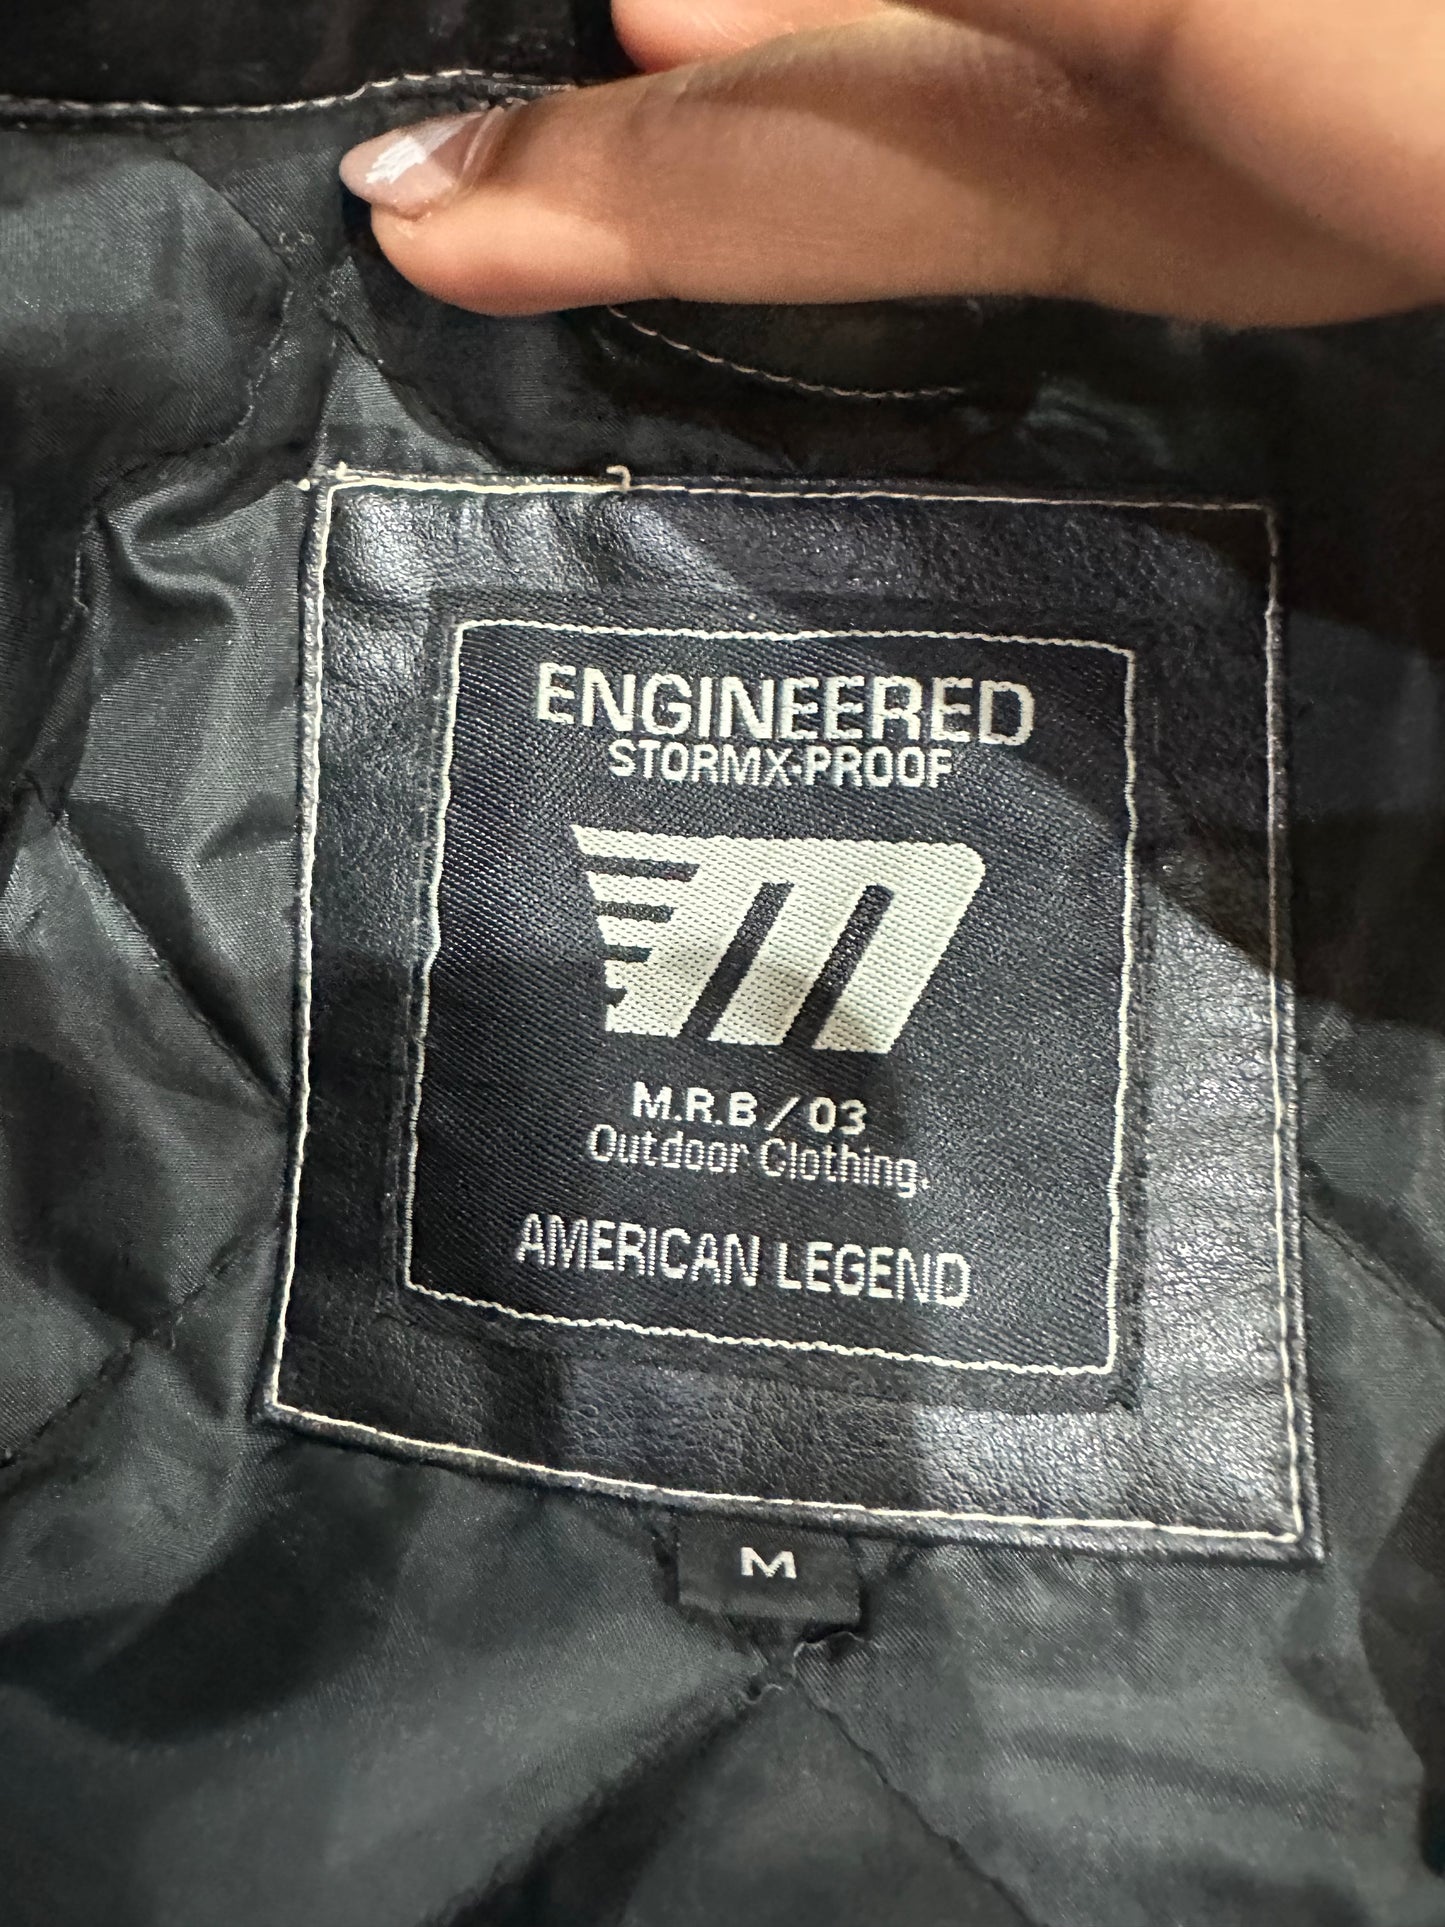 ENGINEERED
STORMX-PROOF
M
M.R.B / 03
Outdoor Clothing.
AMERICAN LEGEND
M